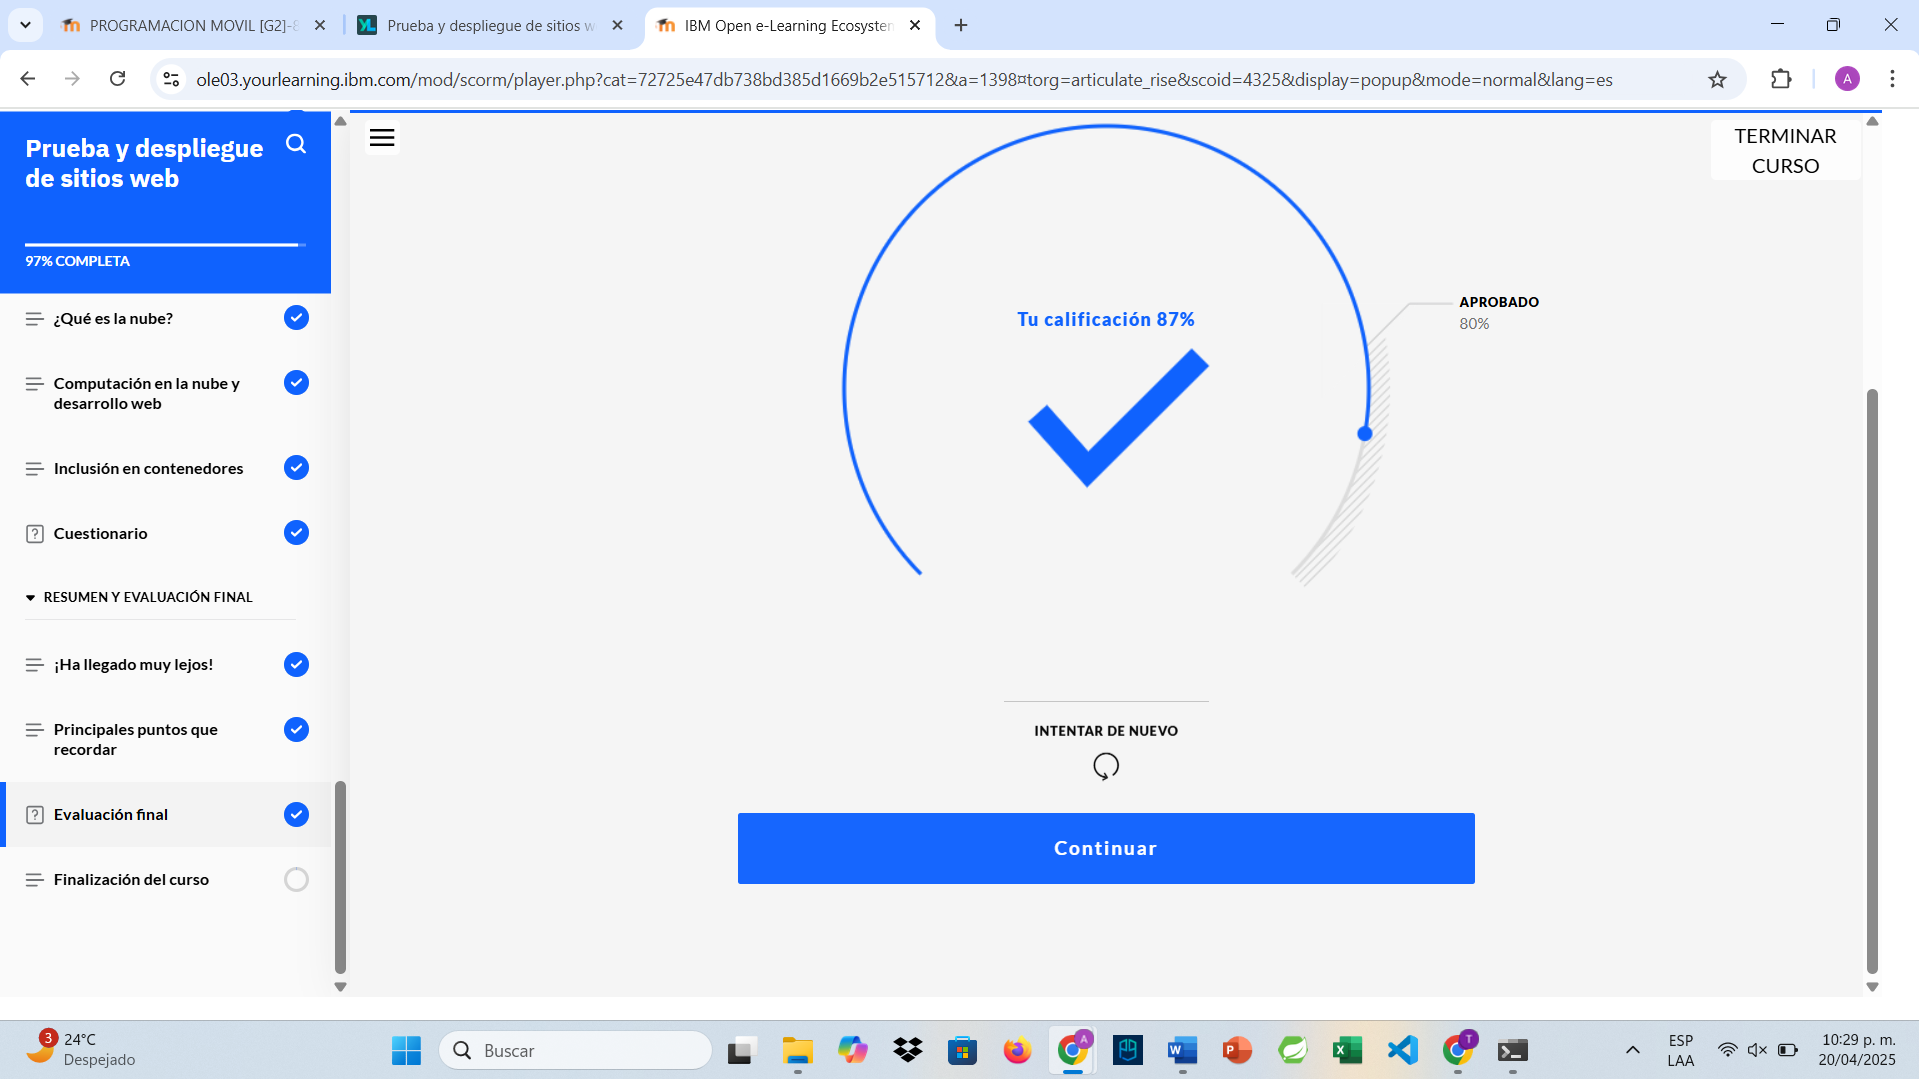 PROGRAMACION MOVIL [G2]-8
Prueba y despliegue de sitios we
IBM Open e-Learning Ecosystem
ole03.yourlearning.ibm.com/mod/scorm/player.php?cat=72725e47db738bd385d1669b2e515712&a=1398¤torg=articulate_rise&scoid=4325&display=popup&mode=normal&lang=es
A
Prueba y despliegue
de sitios web
97% COMPLETA
¿Qué es la nube?
Computación en la nube y
desarrollo web
Inclusión en contenedores
Cuestionario
RESUMEN Y EVALUACIÓN FINAL
¡Ha llegado muy lejos!
Principales puntos que
recordar
Evaluación final
Finalización del curso
TERMINAR
CURSO
Tu calificación 87%
APROBADO
80%
INTENTAR DE NUEVO
Continuar
3
24°C
Despejado
Buscar
A
T
ESP
LAA
10:29 p. m.
20/04/2025